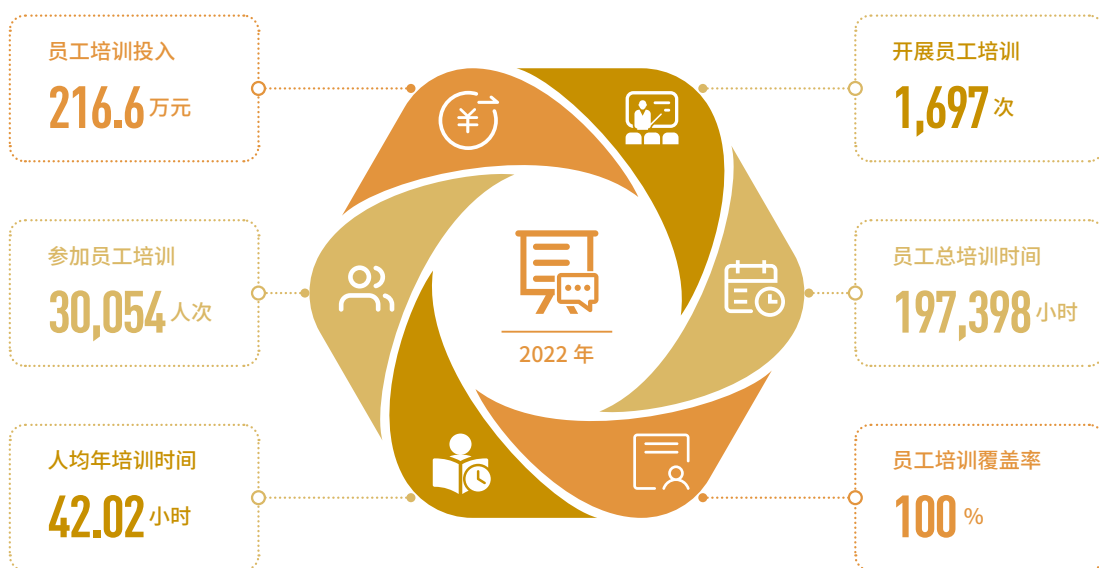 员工培训投入
216.6 万元
开展员工培训
1,697 次
参加员工培训
30,054 人次
员工总培训时间
197,398 小时
2022 年
人均年培训时间
42.02 小时
员工培训覆盖率
100 %